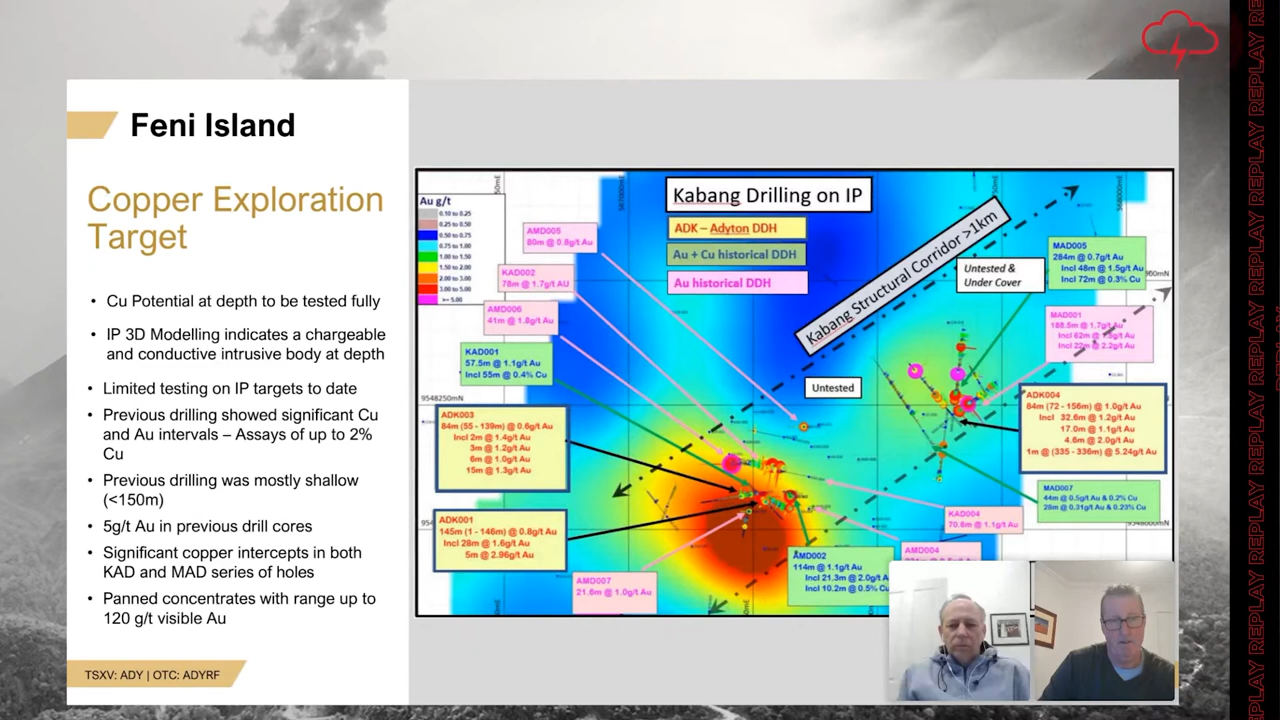 Feni Island
Copper Exploration
Target
• Cu Potential at depth to be tested fully
• IP 3D Modelling indicates a chargeable
and conductive intrusive body at depth
• Limited testing on IP targets to date
• Previous drilling showed significant Cu
and Au intervals – Assays of up to 2%
Cu
• Previous drilling was mostly shallow
(<150m)
• 5g/t Au in previous drill cores
• Significant copper intercepts in both
KAD and MAD series of holes
• Panned concentrates with range up to
120 g/t visible Au
TSXV: ADY | OTC: ADYRF
Kabang Drilling on IP
ADK – Adyton DDH
Au + Cu historical DDH
Au historical DDH
Au g/t
0.10 to 0.25
0.25 to 0.50
0.50 to 0.75
0.75 to 1.00
1.00 to 1.50
1.50 to 2.00
2.00 to 3.00
3.00 to 5.00
>= 5.00
AMD005
80m @ 0.8g/t Au
KAD002
78m @ 1.7g/t AU
AMD006
41m @ 1.8g/t Au
KAD001
57.5m @ 1.1g/t Au
Incl 55m @ 0.4% Cu
9548250mN
ADK003
84m (55 - 139m) @ 0.6g/t Au
Incl 2m @ 1.4g/t Au
3m @ 1.2g/t Au
6m @ 1.0g/t Au
15m @ 1.3g/t Au
ADK001
145m (1 - 146m) @ 0.8g/t Au
Incl 28m @ 1.6g/t Au
5m @ 2.96g/t Au
AMD007
21.6m @ 1.0g/t Au
Kabang Structural Corridor >1km
Untested &
Under Cover
Untested
MAD005
284m @ 0.7g/t Au
Incl 48m @ 1.5g/t Au
Incl 72m @ 0.3% Cu
MAD001
188.5m @ 1.7g/t Au
Incl 62m @
Incl 22m @ 2.2g/t Au
ADK004
84m (72 - 156m) @ 1.0g/t Au
Incl 32.6m @ 1.2g/t Au
17.0m @ 1.1g/t Au
4.6m @ 2.0g/t Au
1m @ (335 - 336m) @ 5.24g/t Au
MAD007
44m @ 0.5g/t Au & 0.2% Cu
28m @ 0.31g/t Au & 0.23% Cu
9548000mN
KAD004
70.6m @ 1.1g/t Au
AMD004
AMD002
114m @ 1.1g/t Au
Incl 21.3m @ 2.0g/t A
Incl 10.2m @ 0.5% C
REPLAY REPLAY REPLAY REPLAY REPLAY REPLAY REPLAY